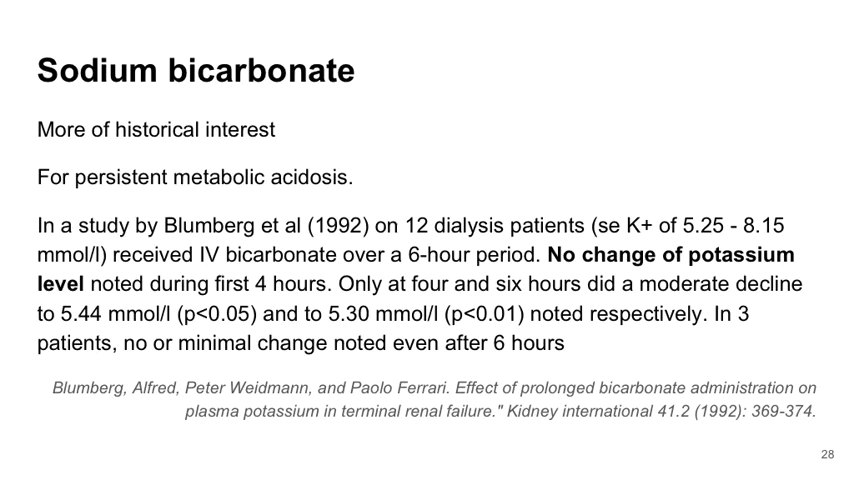 Sodium bicarbonate
More of historical interest
For persistent metabolic acidosis.
In a study by Blumberg et al (1992) on 12 dialysis patients (se K+ of 5.25 - 8.15
mmol/l) received IV bicarbonate over a 6-hour period. No change of potassium
level noted during first 4 hours. Only at four and six hours did a moderate decline
to 5.44 mmol/l (p<0.05) and to 5.30 mmol/l (p<0.01) noted respectively. In 3
patients, no or minimal change noted even after 6 hours
Blumberg, Alfred, Peter Weidmann, and Paolo Ferrari. Effect of prolonged bicarbonate administration on
plasma potassium in terminal renal failure." Kidney international 41.2 (1992): 369-374.
28